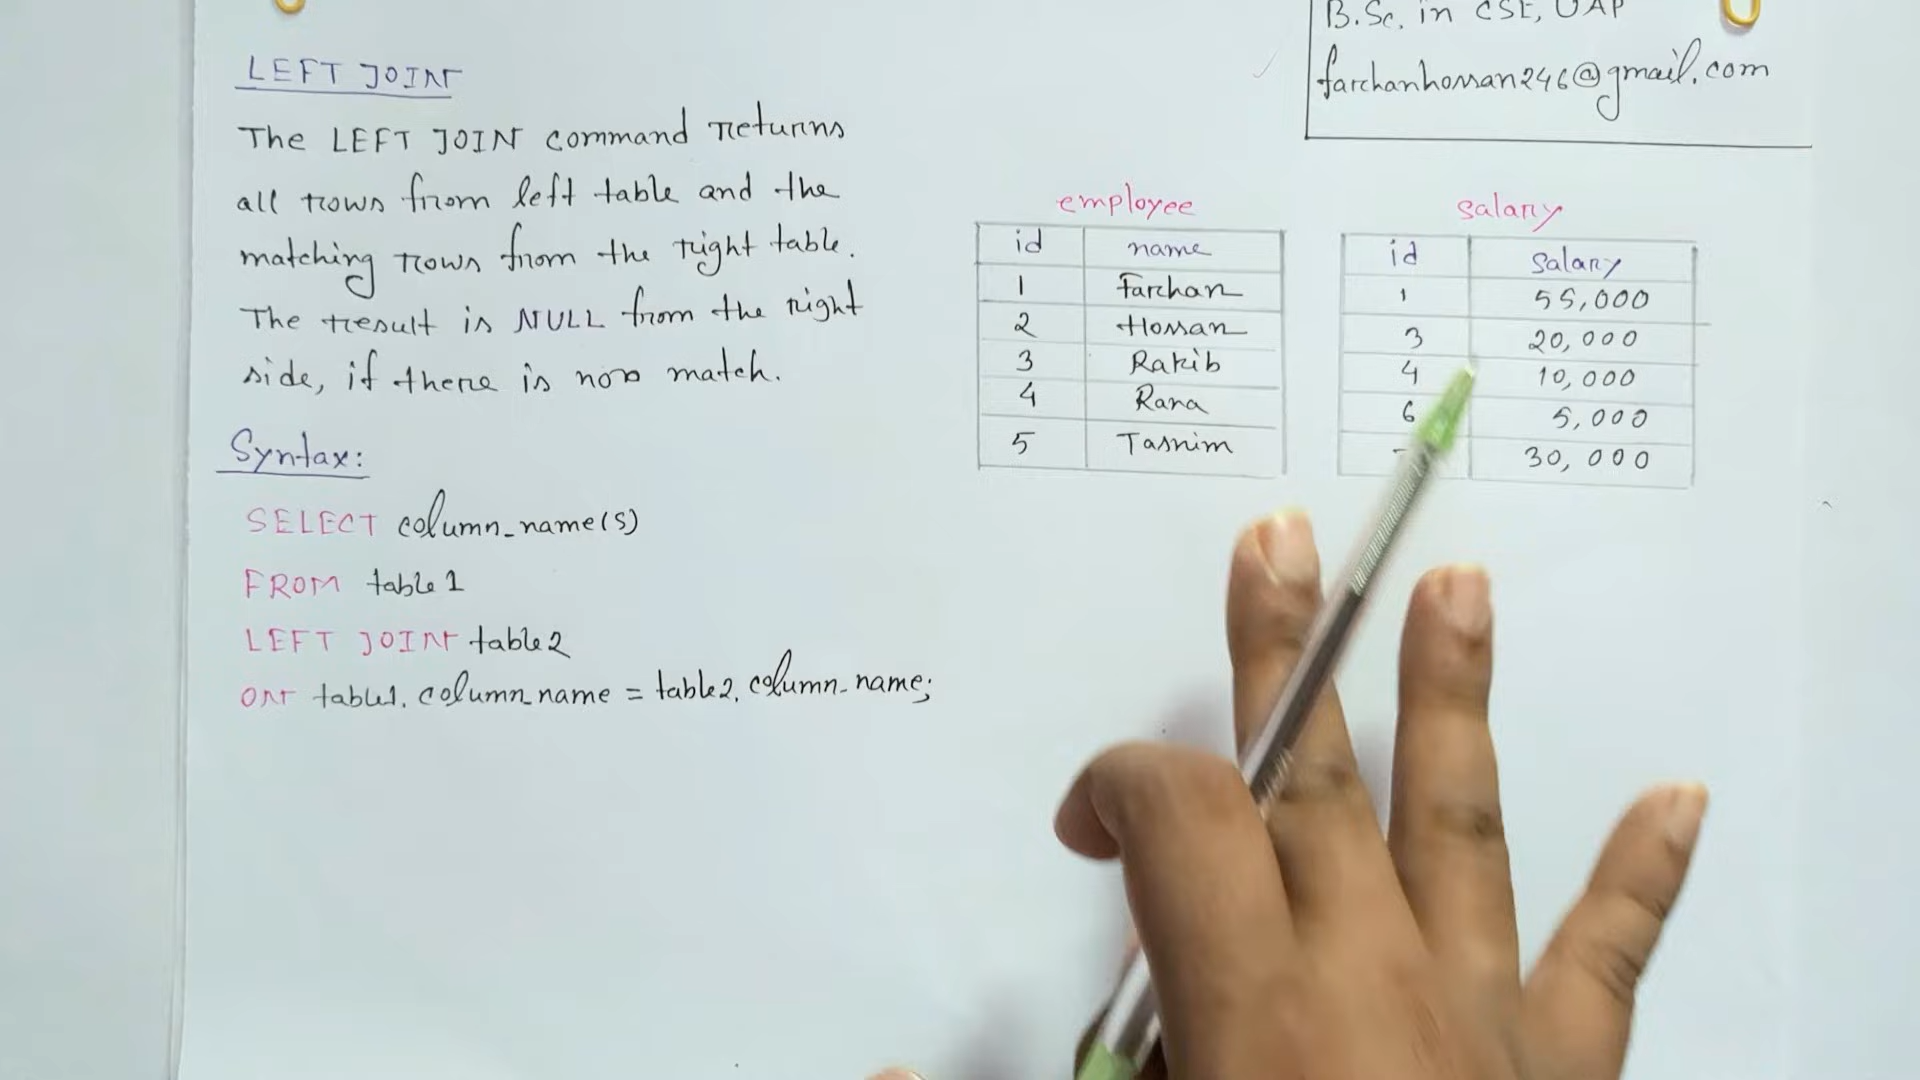 B.Sc. in CSE, UAP
farhanhossan246@gmail.com
LEFT JOIN
The LEFT JOIN command returns
all rows from left table and the
matching rows from the right table.
The result is NULL from the right
side, if there is no match.
Syntax:
SELECT column_name(s)
FROM table1
LEFT JOIN table2
ON table1.column_name = table2.column_name;
employee
id name
1 Farhan
2 Hossan
3 Rakib
4 Rana
5 Tasnim
salary
id salary
1 55,000
3 20,000
4 10,000
6 5,000
30,000